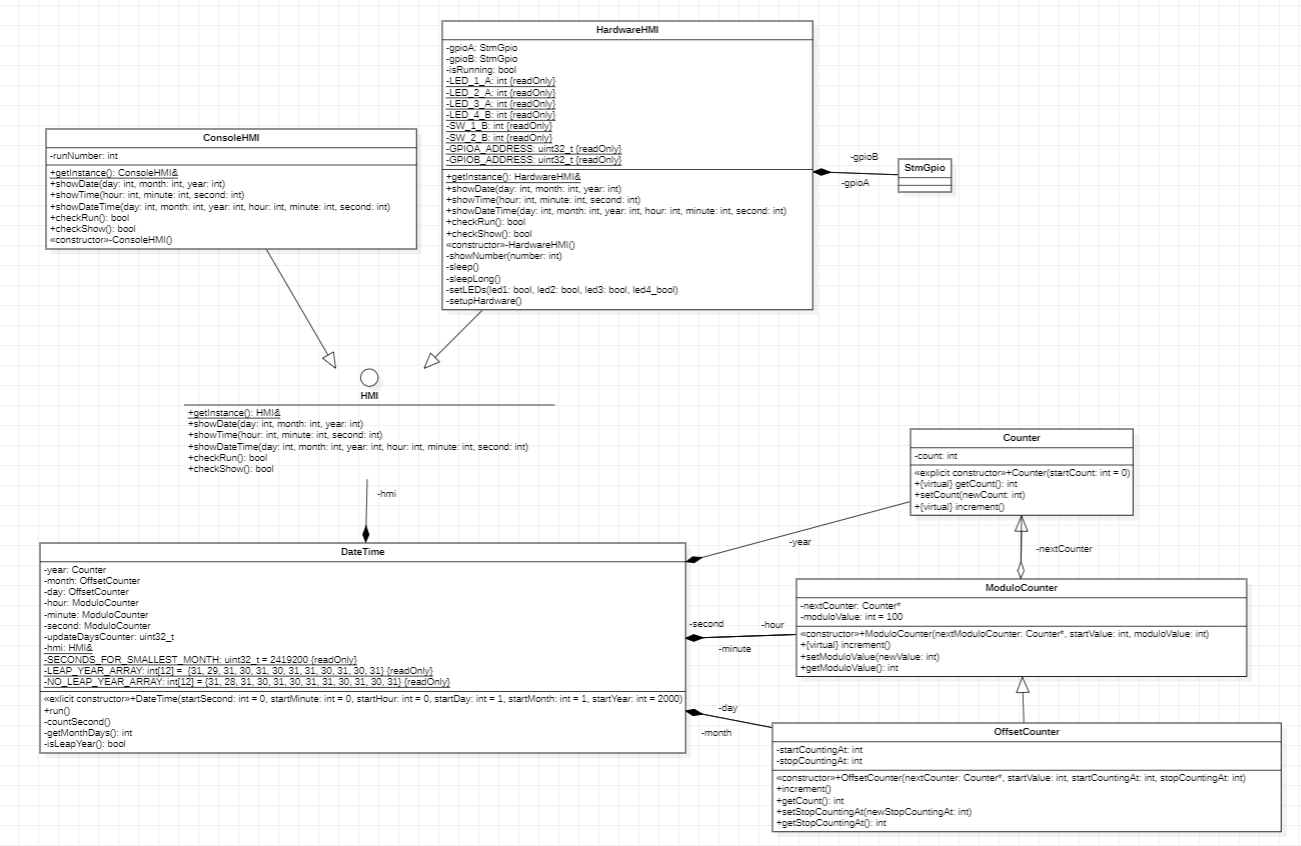 HardwareHMI
-gpioA: StmGpio
-gpioB: StmGpio
-isRunning: bool
-LED_1_A: int {readOnly}
-LED_2_A: int {readOnly}
-LED_3_A: int {readOnly}
-LED_4_B: int {readOnly}
-SW_1_B: int {readOnly}
-SW_2_B: int {readOnly}
-GPIOA_ADDRESS: uint32_t {readOnly}
-GPIOB_ADDRESS: uint32_t {readOnly}
+getInstance(): HardwareHMI&
+showDate(day: int, month: int, year: int)
+showTime(hour: int, minute: int, second: int)
+showDateTime(day: int, month: int, year: int, hour: int, minute: int, second: int)
+checkRun(): bool
+checkShow(): bool
«constructor»-HardwareHMI()
-showNumber(number: int)
-sleep()
-sleepLong()
-setLEDs(led1: bool, led2: bool, led3: bool, led4_bool)
-setupHardware()
ConsoleHMI
-runNumber: int
+getInstance(): ConsoleHMI&
+showDate(day: int, month: int, year: int)
+showTime(hour: int, minute: int, second: int)
+showDateTime(day: int, month: int, year: int, hour: int, minute: int, second: int)
+checkRun(): bool
+checkShow(): bool
«constructor»-ConsoleHMI()
-gpioB
-gpioA
StmGpio
HMI
+getInstance(): HMI&
+showDate(day: int, month: int, year: int)
+showTime(hour: int, minute: int, second: int)
+showDateTime(day: int, month: int, year: int, hour: int, minute: int, second: int)
+checkRun(): bool
+checkShow(): bool
-hmi
Counter
-count: int
«explicit constructor»+Counter(startCount: int = 0)
+{virtual} getCount(): int
+setCount(newCount: int)
+{virtual} increment()
-year
-nextCounter
DateTime
-year: Counter
-month: OffsetCounter
-day: OffsetCounter
-hour: ModuloCounter
-minute: ModuloCounter
-second: ModuloCounter
-updateDaysCounter: uint32_t
-hmi: HMI&
-SECONDS_FOR_SMALLEST_MONTH: uint32_t = 2419200 {readOnly}
-LEAP_YEAR_ARRAY: int[12] = {31, 29, 31, 30, 31, 30, 31, 31, 30, 31, 30, 31} {readOnly}
-NO_LEAP_YEAR_ARRAY: int[12] = {31, 28, 31, 30, 31, 30, 31, 31, 30, 31, 30, 31} {readOnly}
«exlicit constructor»+DateTime(startSecond: int = 0, startMinute: int = 0, startHour: int = 0, startDay: int = 1, startMonth: int = 1, startYear: int = 2000)
+run()
-countSecond()
-getMonthDays(): int
-isLeapYear(): bool
-second
-hour
-minute
ModuloCounter
-nextCounter: Counter*
-moduloValue: int = 100
«constructor»+ModuloCounter(nextModuloCounter: Counter*, startValue: int, moduloValue: int)
+{virtual} increment()
+setModuloValue(newValue: int)
+getModuloValue(): int
-day
-month
OffsetCounter
-startCountingAt: int
-stopCountingAt: int
«constructor»+OffsetCounter(nextCounter: Counter*, startValue: int, startCountingAt: int, stopCountingAt: int)
+increment()
+getCount(): int
+setStopCountingAt(newStopCountingAt: int)
+getStopCountingAt(): int